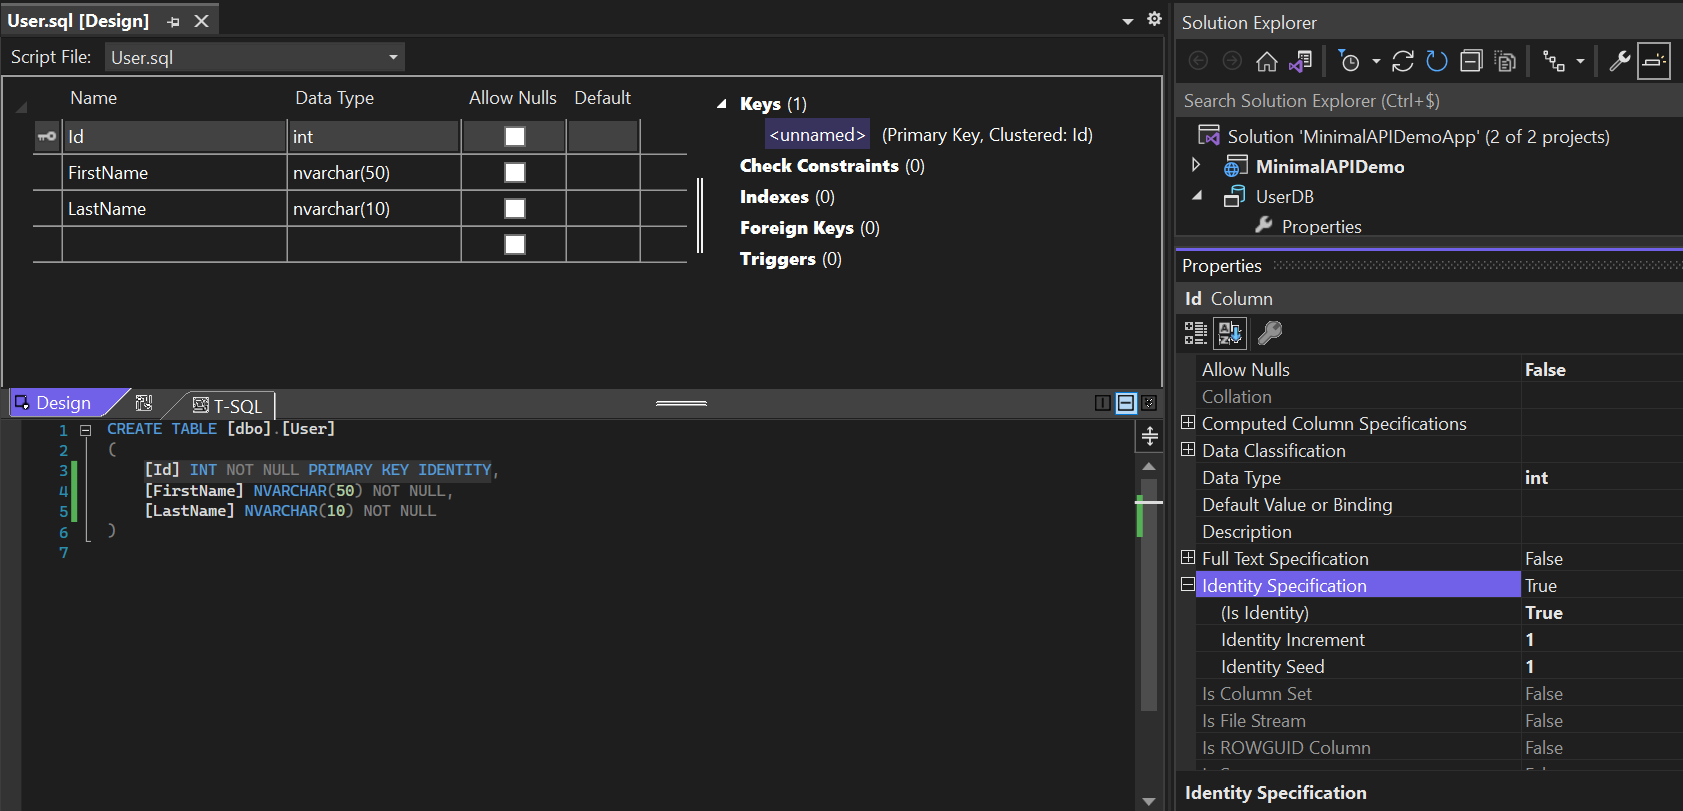 User.sql [Design]
Script File: User.sql
Name Data Type Allow Nulls Default
Id int
FirstName nvarchar(50)
LastName nvarchar(10)
Keys (1)
<unnamed> (Primary Key, Clustered: Id)
Check Constraints (0)
Indexes (0)
Foreign Keys (0)
Triggers (0)
Design T-SQL
1 CREATE TABLE [dbo].[User]
2 (
3 [Id] INT NOT NULL PRIMARY KEY IDENTITY,
4 [FirstName] NVARCHAR(50) NOT NULL,
5 [LastName] NVARCHAR(10) NOT NULL
6 )
7
Solution Explorer
Search Solution Explorer (Ctrl+$)
Solution 'MinimalAPIDemoApp' (2 of 2 projects)
MinimalAPIDemo
UserDB
Properties
Properties
Id Column
Allow Nulls False
Collation
Computed Column Specifications
Data Classification
Data Type int
Default Value or Binding
Description
Full Text Specification False
Identity Specification True
(Is Identity) True
Identity Increment 1
Identity Seed 1
Is Column Set False
Is File Stream False
Is ROWGUID Column False
Identity Specification